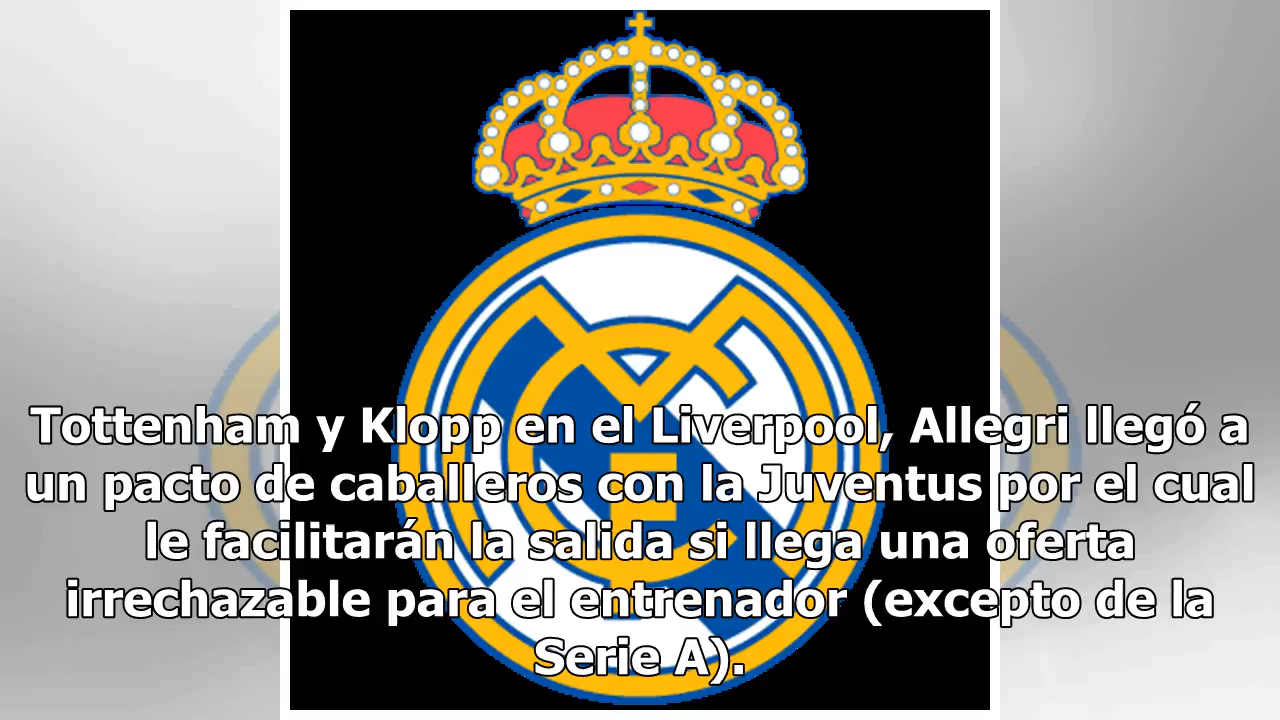 Tottenham y Klopp en el Liverpool, Allegri llegó a
un pacto de caballeros con la Juventus por el cual
le facilitarán la salida si llega una oferta
irrechazable para el entrenador (excepto de la
Serie A).